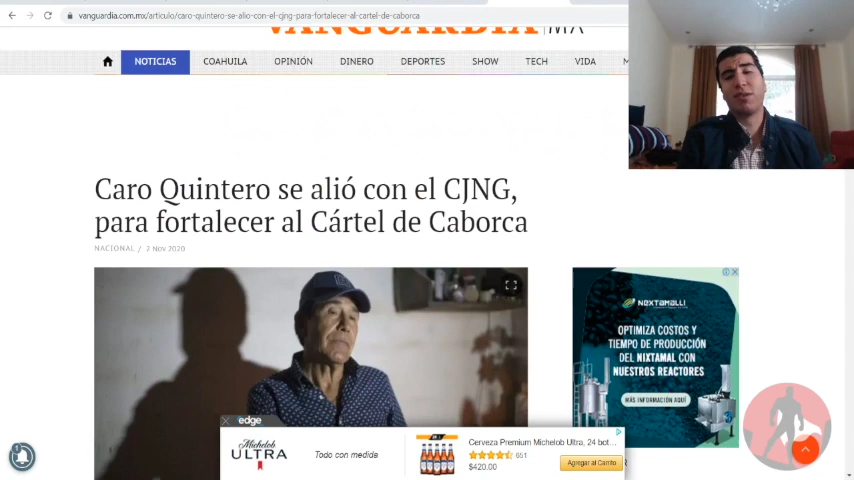 vanguardia.com.mx/articulo/caro-quintero-se-alio-con-el-cjng-para-fortalecer-al-cartel-de-caborca
VANGUARDIA | MX
NOTICIAS COAHUILA OPINIÓN DINERO DEPORTES SHOW TECH VIDA M
Caro Quintero se alió con el CJNG,
para fortalecer al Cártel de Caborca
NACIONAL / 2 Nov 2020
NEXTAMALLI
OPTIMIZA COSTOS Y
TIEMPO DE PRODUCCIÓN
DEL NIXTAMAL CON
NUESTROS REACTORES
MÁS INFORMACIÓN AQUÍ
edge
Michelob
ULTRA
Todo con medida
Cerveza Premium Michelob Ultra, 24 bot...
651
$420.00
Agregar al Carrito